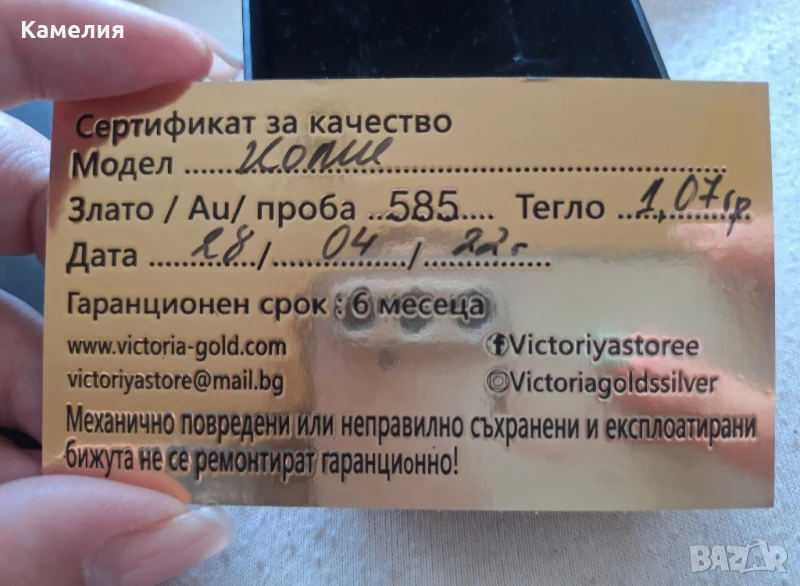 Камелия
Сертификат за качество
Модел ........колие........
Злато / Au/ проба ..585.... Тегло ..1,07гр
Дата ....28..../....04..../....22г....
Гаранционен срок : 6 месеца
www.victoria-gold.com
Victoriyastoree
victoriyastore@mail.bg
Victoriagoldssilver
Механично повредени или неправилно съхранени и експлоатирани
бижута не се ремонтират гаранционно!
BAZAR